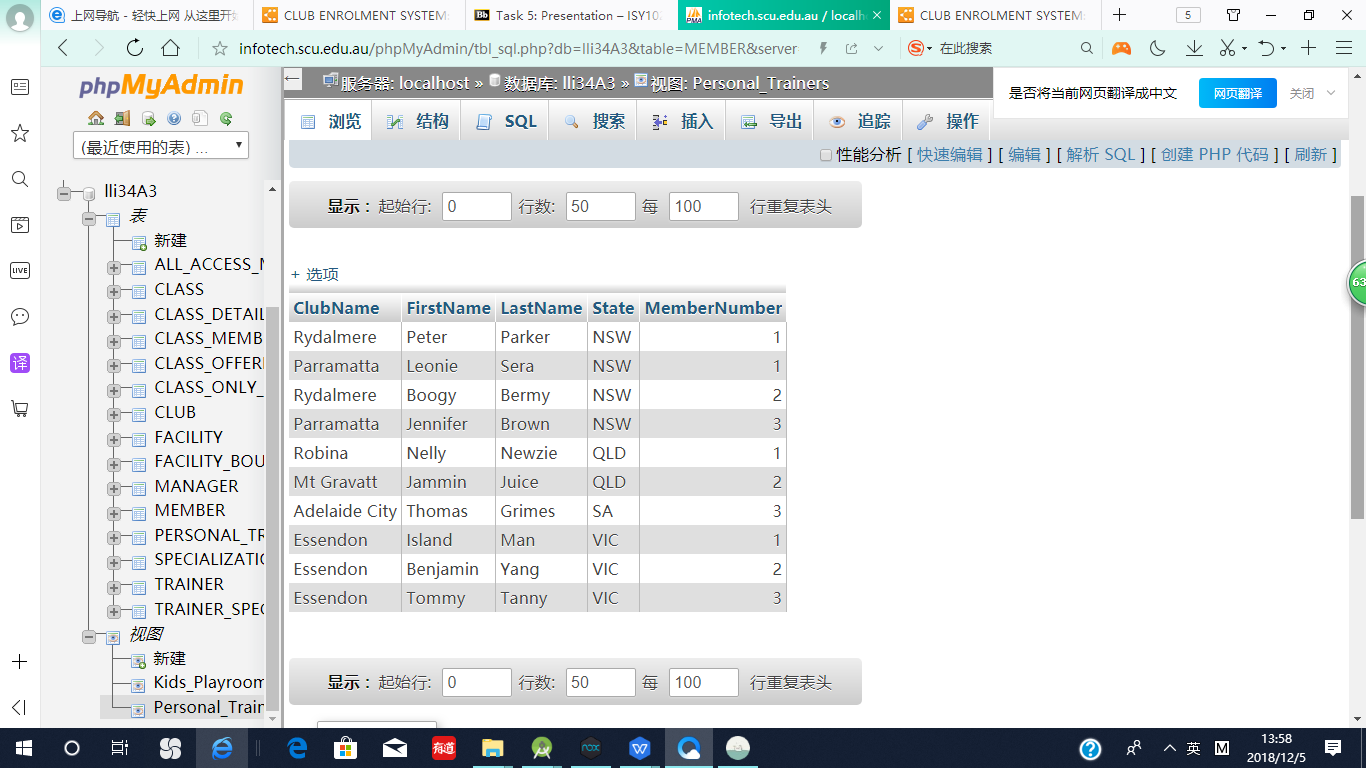 上网导航 - 轻快上网 从这里开始
CLUB ENROLMENT SYSTEM
Task 5: Presentation – ISY102
infotech.scu.edu.au / localh
CLUB ENROLMENT SYSTEM
5
infotech.scu.edu.au/phpMyAdmin/tbl_sql.php?db=lli34A3&table=MEMBER&server
在此搜索
phpMyAdmin
(最近使用的表) ...
服务器: localhost » 数据库: lli34A3 » 视图: Personal_Trainers
是否将当前网页翻译成中文
网页翻译
关闭
浏览 结构 SQL 搜索 插入 导出 追踪 操作
性能分析 [ 快速编辑 ] [ 编辑 ] [ 解析 SQL ] [ 创建 PHP 代码 ] [ 刷新 ]
LIVE
译
lli34A3
表
新建
ALL_ACCESS_M
CLASS
CLASS_DETAIL
CLASS_MEMB
CLASS_OFFERI
CLASS_ONLY_
CLUB
FACILITY
FACILITY_BOU
MANAGER
MEMBER
PERSONAL_TR
SPECIALIZATIO
TRAINER
TRAINER_SPEC
视图
新建
Kids_Playroom
Personal_Train
显示 : 起始行: 0 行数: 50 每 100 行重复表头
+ 选项
ClubName FirstName LastName State MemberNumber
Rydalmere Peter Parker NSW 1
Parramatta Leonie Sera NSW 1
Rydalmere Boogy Bermy NSW 2
Parramatta Jennifer Brown NSW 3
Robina Nelly Newzie QLD 1
Mt Gravatt Jammin Juice QLD 2
Adelaide City Thomas Grimes SA 3
Essendon Island Man VIC 1
Essendon Benjamin Yang VIC 2
Essendon Tommy Tanny VIC 3
显示 : 起始行: 0 行数: 50 每 100 行重复表头
63
有道
nox
英
M
13:58
2018/12/5